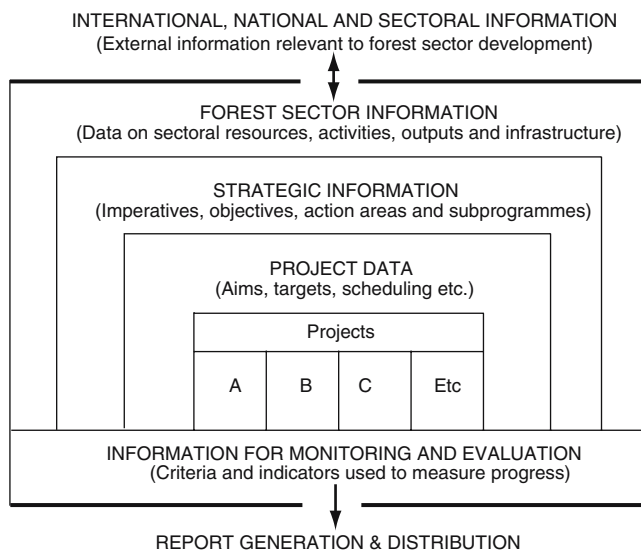 INTERNATIONAL, NATIONAL AND SECTORAL INFORMATION
(External information relevant to forest sector development)
FOREST SECTOR INFORMATION
(Data on sectoral resources, activities, outputs and infrastructure)
STRATEGIC INFORMATION
(Imperatives, objectives, action areas and subprogrammes)
PROJECT DATA
(Aims, targets, scheduling etc.)
Projects
A B C Etc
INFORMATION FOR MONITORING AND EVALUATION
(Criteria and indicators used to measure progress)
REPORT GENERATION & DISTRIBUTION